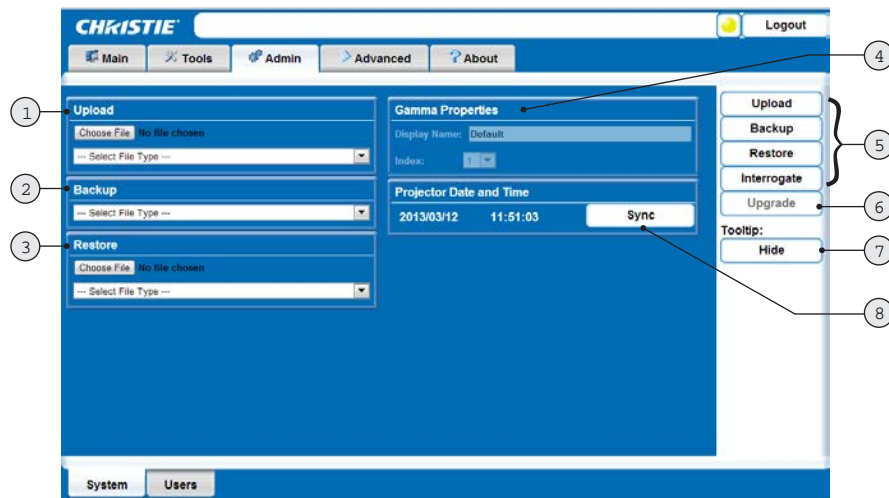 CHRISTIE
Logout
Main
Tools
Admin
Advanced
About
4
1
Upload
Choose File No file chosen
--- Select File Type ---
Gamma Properties
Display Name: Default
Index: 1
Upload
Backup
Restore
Interrogate
5
2
Backup
--- Select File Type ---
Projector Date and Time
2013/03/12 11:51:03 Sync
Upgrade
6
3
Restore
Choose File No file chosen
--- Select File Type ---
Tooltip:
Hide
7
8
System
Users